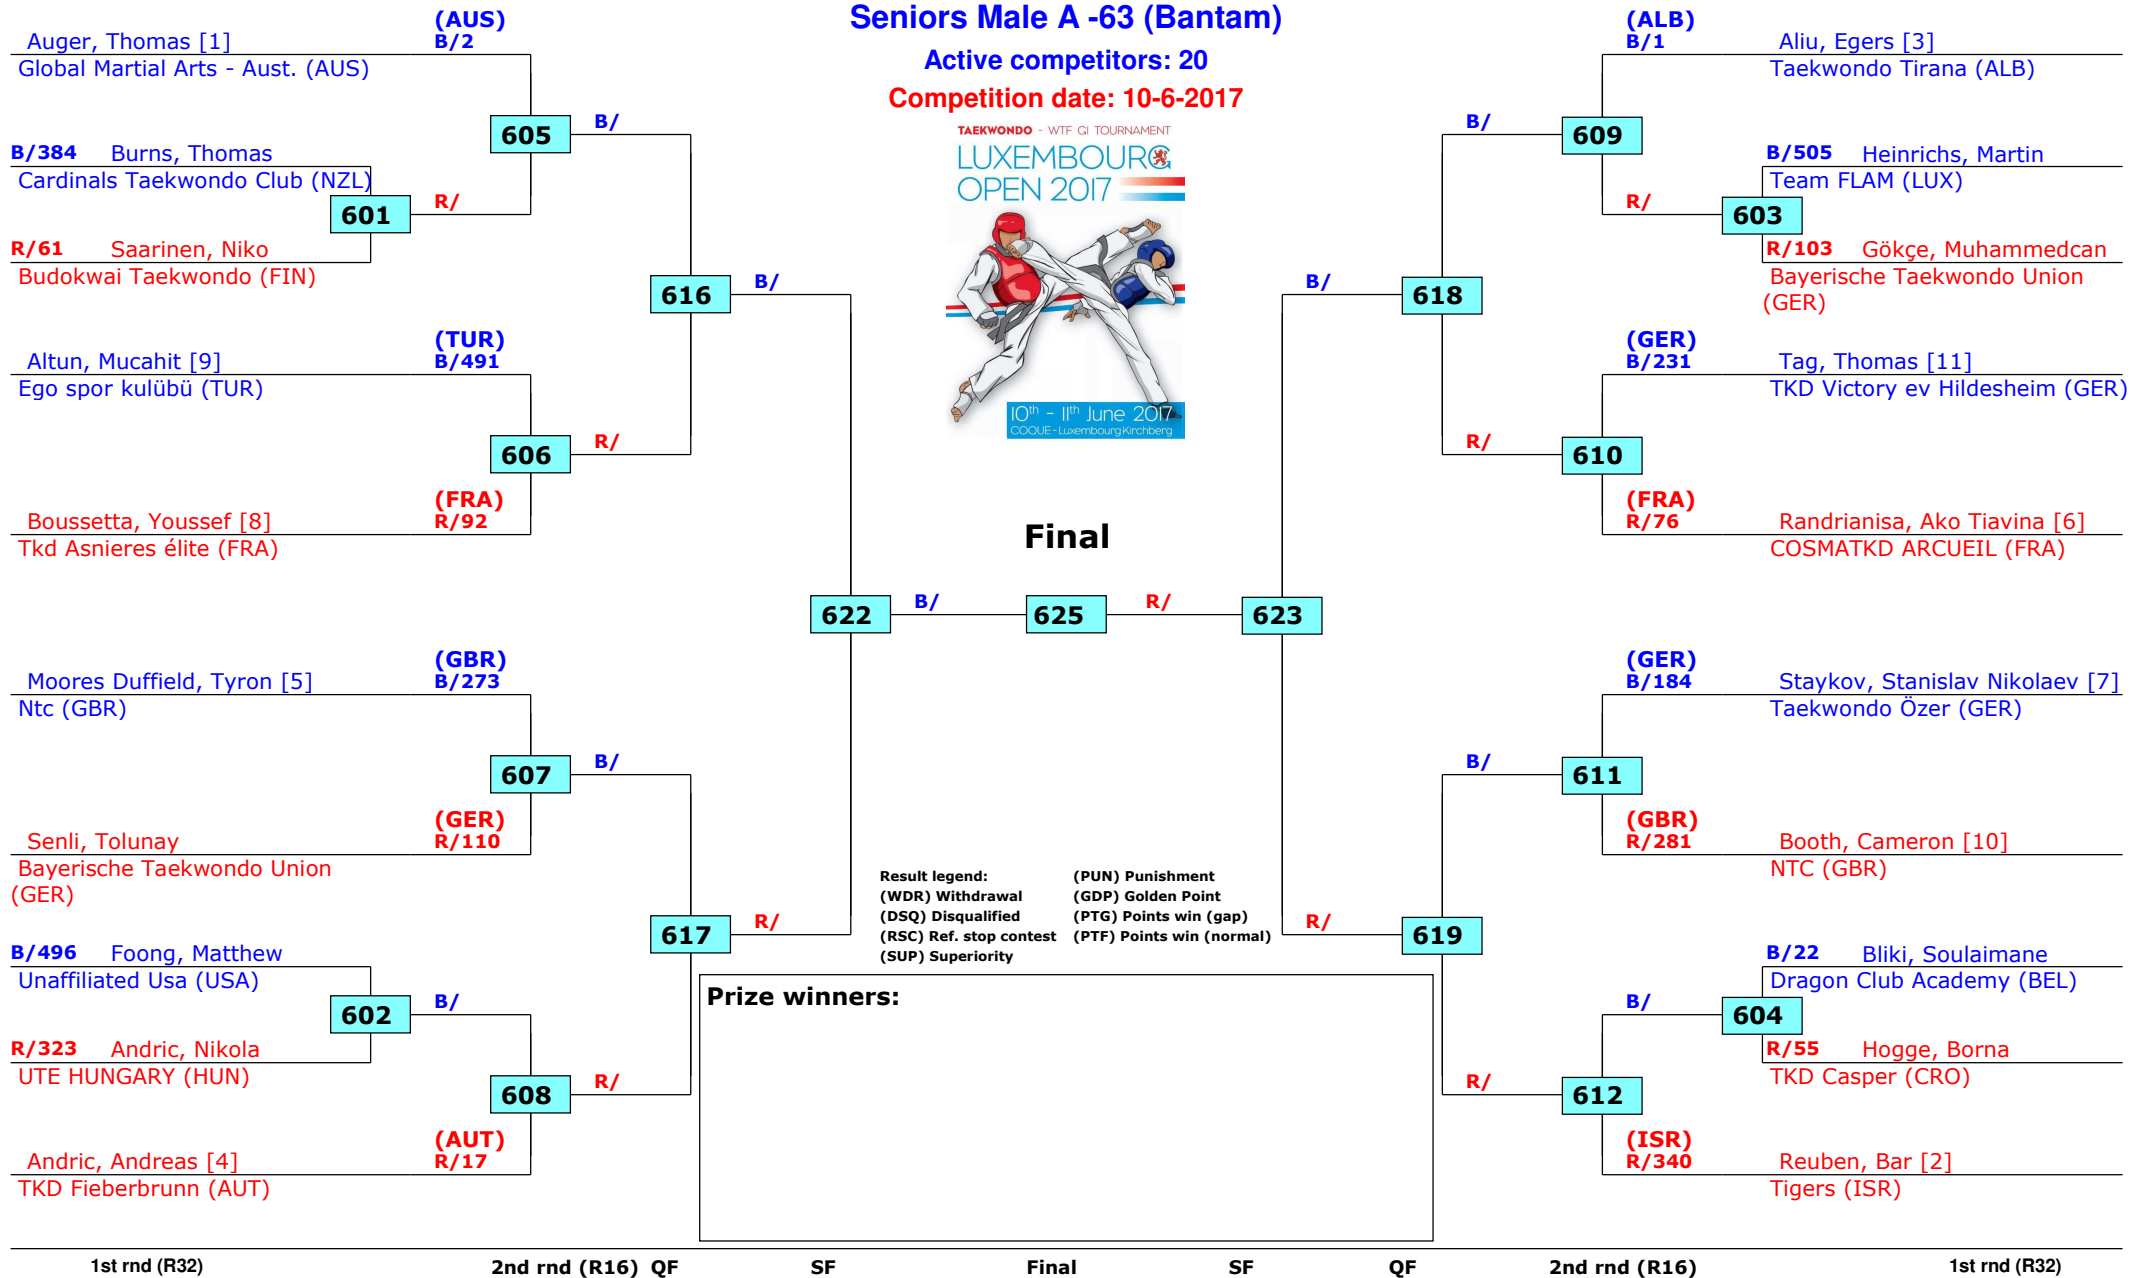 Seniors Male A -63 (Bantam)
Active competitors: 20
Competition date: 10-6-2017
TAEKWONDO - WTF G1 TOURNAMENT
LUXEMBOURG
OPEN 2017
10th - 11th June 2017
COQUE - Luxembourg Kirchberg
(AUS)
Auger, Thomas [1] B/2
Global Martial Arts - Aust. (AUS)
605 B/
B/384 Burns, Thomas
Cardinals Taekwondo Club (NZL)
601 R/
R/61 Saarinen, Niko
Budokwai Taekwondo (FIN)
616 B/
(TUR)
Altun, Mucahit [9] B/491
Ego spor kulübü (TUR)
606 R/
(FRA)
Boussetta, Youssef [8] R/92
Tkd Asnieres élite (FRA)
622 B/
(GBR)
Moores Duffield, Tyron [5] B/273
Ntc (GBR)
607 B/
(GER)
Senli, Tolunay R/110
Bayerische Taekwondo Union
(GER)
617 R/
B/496 Foong, Matthew
Unaffiliated Usa (USA)
602 B/
R/323 Andric, Nikola
UTE HUNGARY (HUN)
608 R/
(AUT)
Andric, Andreas [4] R/17
TKD Fieberbrunn (AUT)
Final
625
(ALB)
B/1 Aliu, Egers [3]
Taekwondo Tirana (ALB)
B/ 609
B/505 Heinrichs, Martin
Team FLAM (LUX)
R/ 603
R/103 Gökçe, Muhammedcan
Bayerische Taekwondo Union
(GER)
B/ 618
(GER)
B/231 Tag, Thomas [11]
TKD Victory ev Hildesheim (GER)
R/ 610
(FRA)
R/76 Randrianisa, Ako Tiavina [6]
COSMATKD ARCUEIL (FRA)
R/ 623
(GER)
B/184 Staykov, Stanislav Nikolaev [7]
Taekwondo Özer (GER)
B/ 611
(GBR)
R/281 Booth, Cameron [10]
NTC (GBR)
R/ 619
B/22 Bliki, Soulaimane
Dragon Club Academy (BEL)
B/ 604
R/55 Hogge, Borna
TKD Casper (CRO)
R/ 612
(ISR)
R/340 Reuben, Bar [2]
Tigers (ISR)
Result legend: (PUN) Punishment
(WDR) Withdrawal (GDP) Golden Point
(DSQ) Disqualified (PTG) Points win (gap)
(RSC) Ref. stop contest (PTF) Points win (normal)
(SUP) Superiority
Prize winners:
1st rnd (R32) 2nd rnd (R16) QF SF Final SF QF 2nd rnd (R16) 1st rnd (R32)